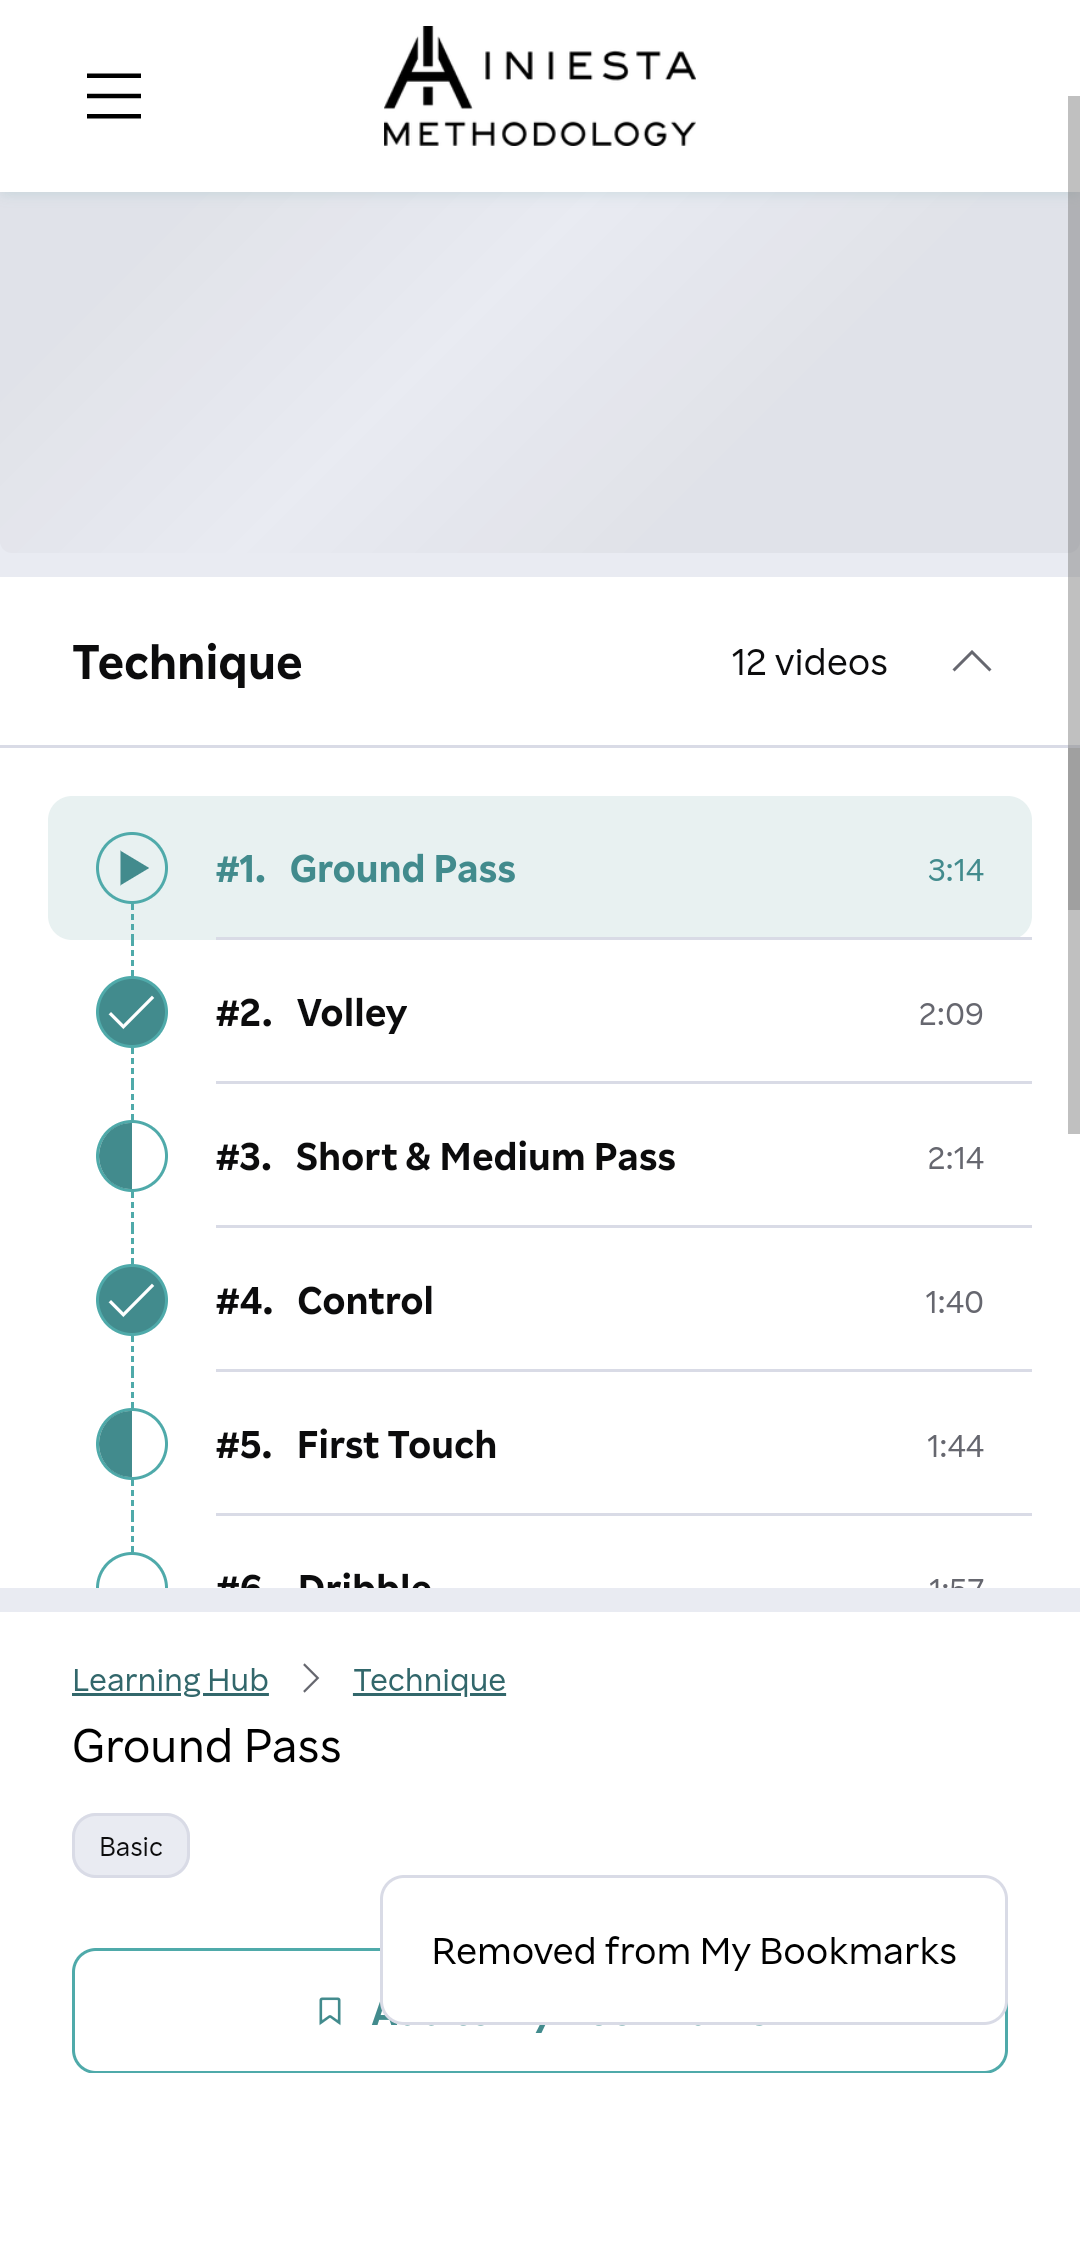 INIESTA
METHODOLOGY
Technique 12 videos
#1. Ground Pass 3:14
#2. Volley 2:09
#3. Short & Medium Pass 2:14
#4. Control 1:40
#5. First Touch 1:44
#6. Dribble 1:57
Learning Hub > Technique
Ground Pass
Basic
Removed from My Bookmarks